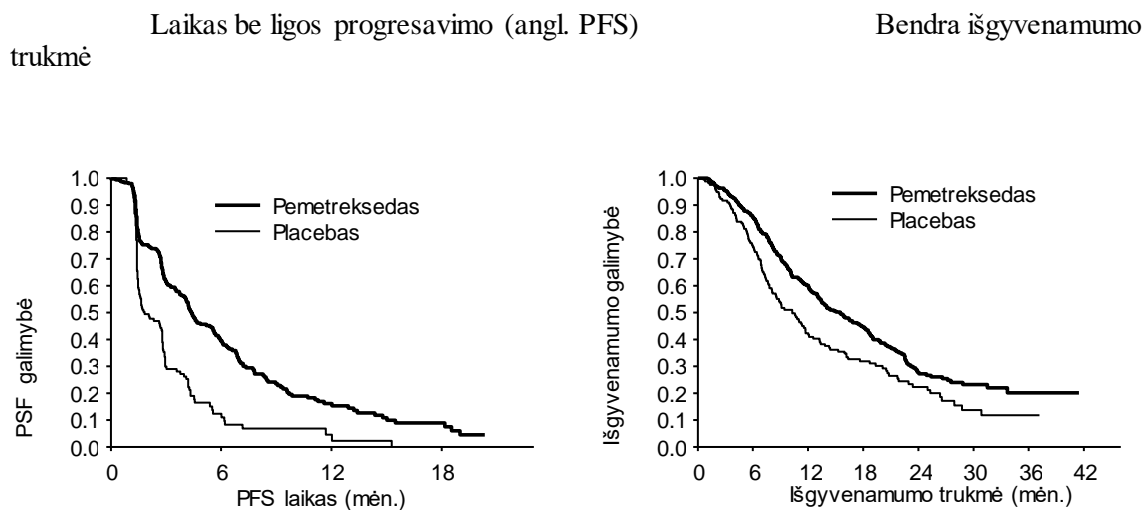 Laikas be ligos progresavimo (angl. PFS) Bendra išgyvenamumo
trukmė
PSF galimybė
1.0
0.9
0.8
0.7
0.6
0.5
0.4
0.3
0.2
0.1
0.0
Pemetreksedas
Placebas
0 6 12 18
PFS laikas (mėn.)
Išgyvenamumo galimybė
1.0
0.9
0.8
0.7
0.6
0.5
0.4
0.3
0.2
0.1
0.0
Pemetreksedas
Placebas
0 6 12 18 24 30 36 42
Išgyvenamumo trukmė (mėn.)